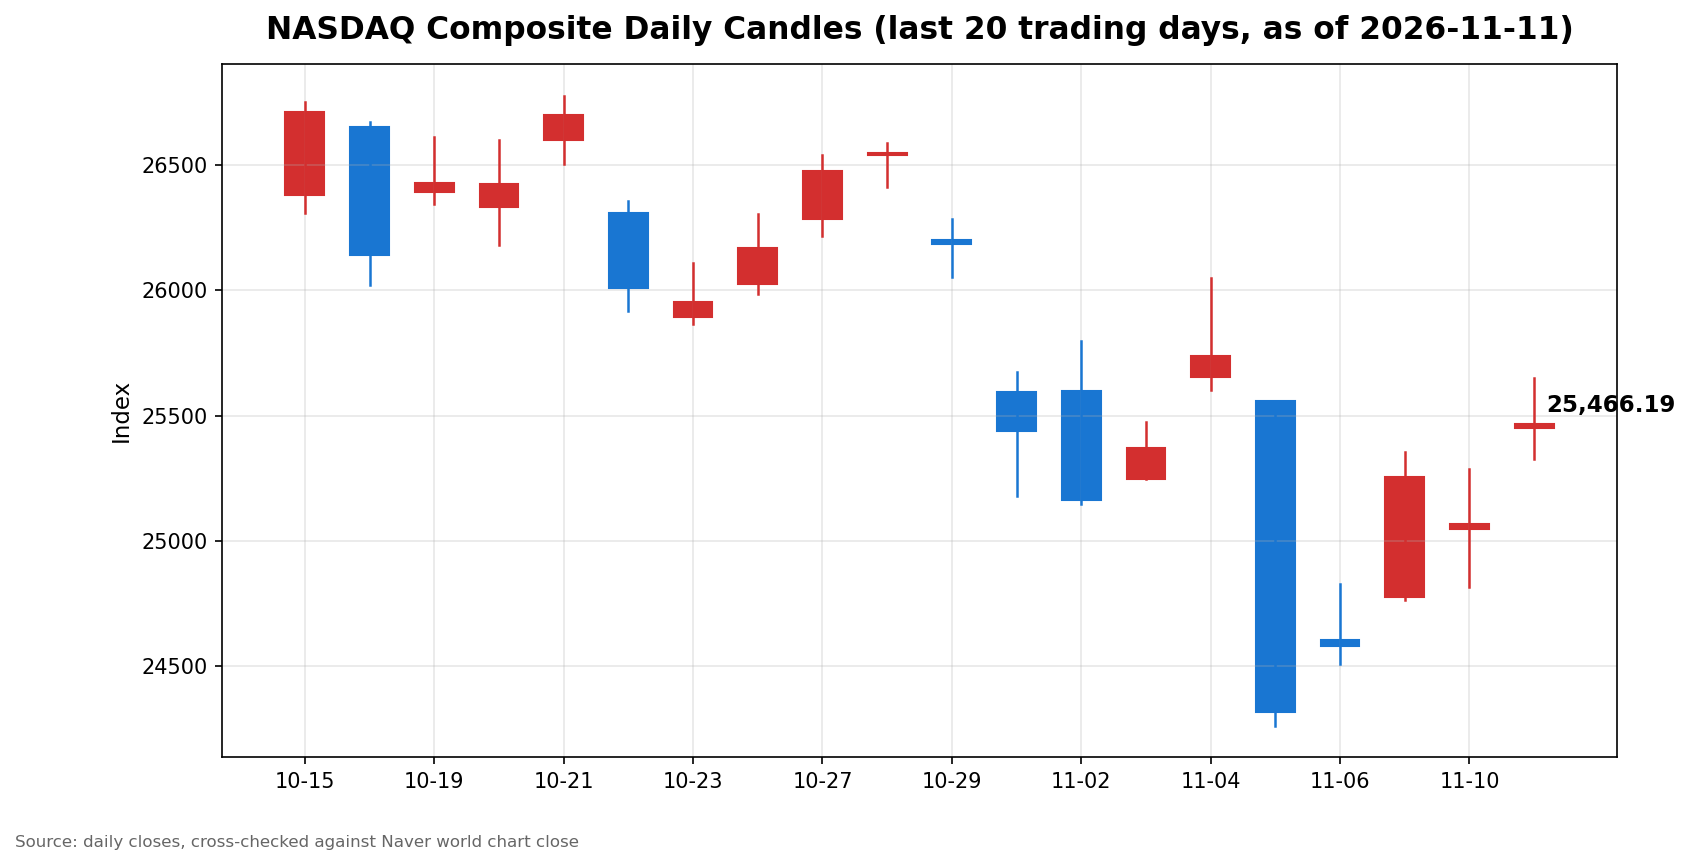 NASDAQ Composite Daily Candles (last 20 trading days, as of 2026-11-11)
Index
26500
26000
25500
25000
24500
25,466.19
10-15 10-19 10-21 10-23 10-27 10-29 11-02 11-04 11-06 11-10
Source: daily closes, cross-checked against Naver world chart close